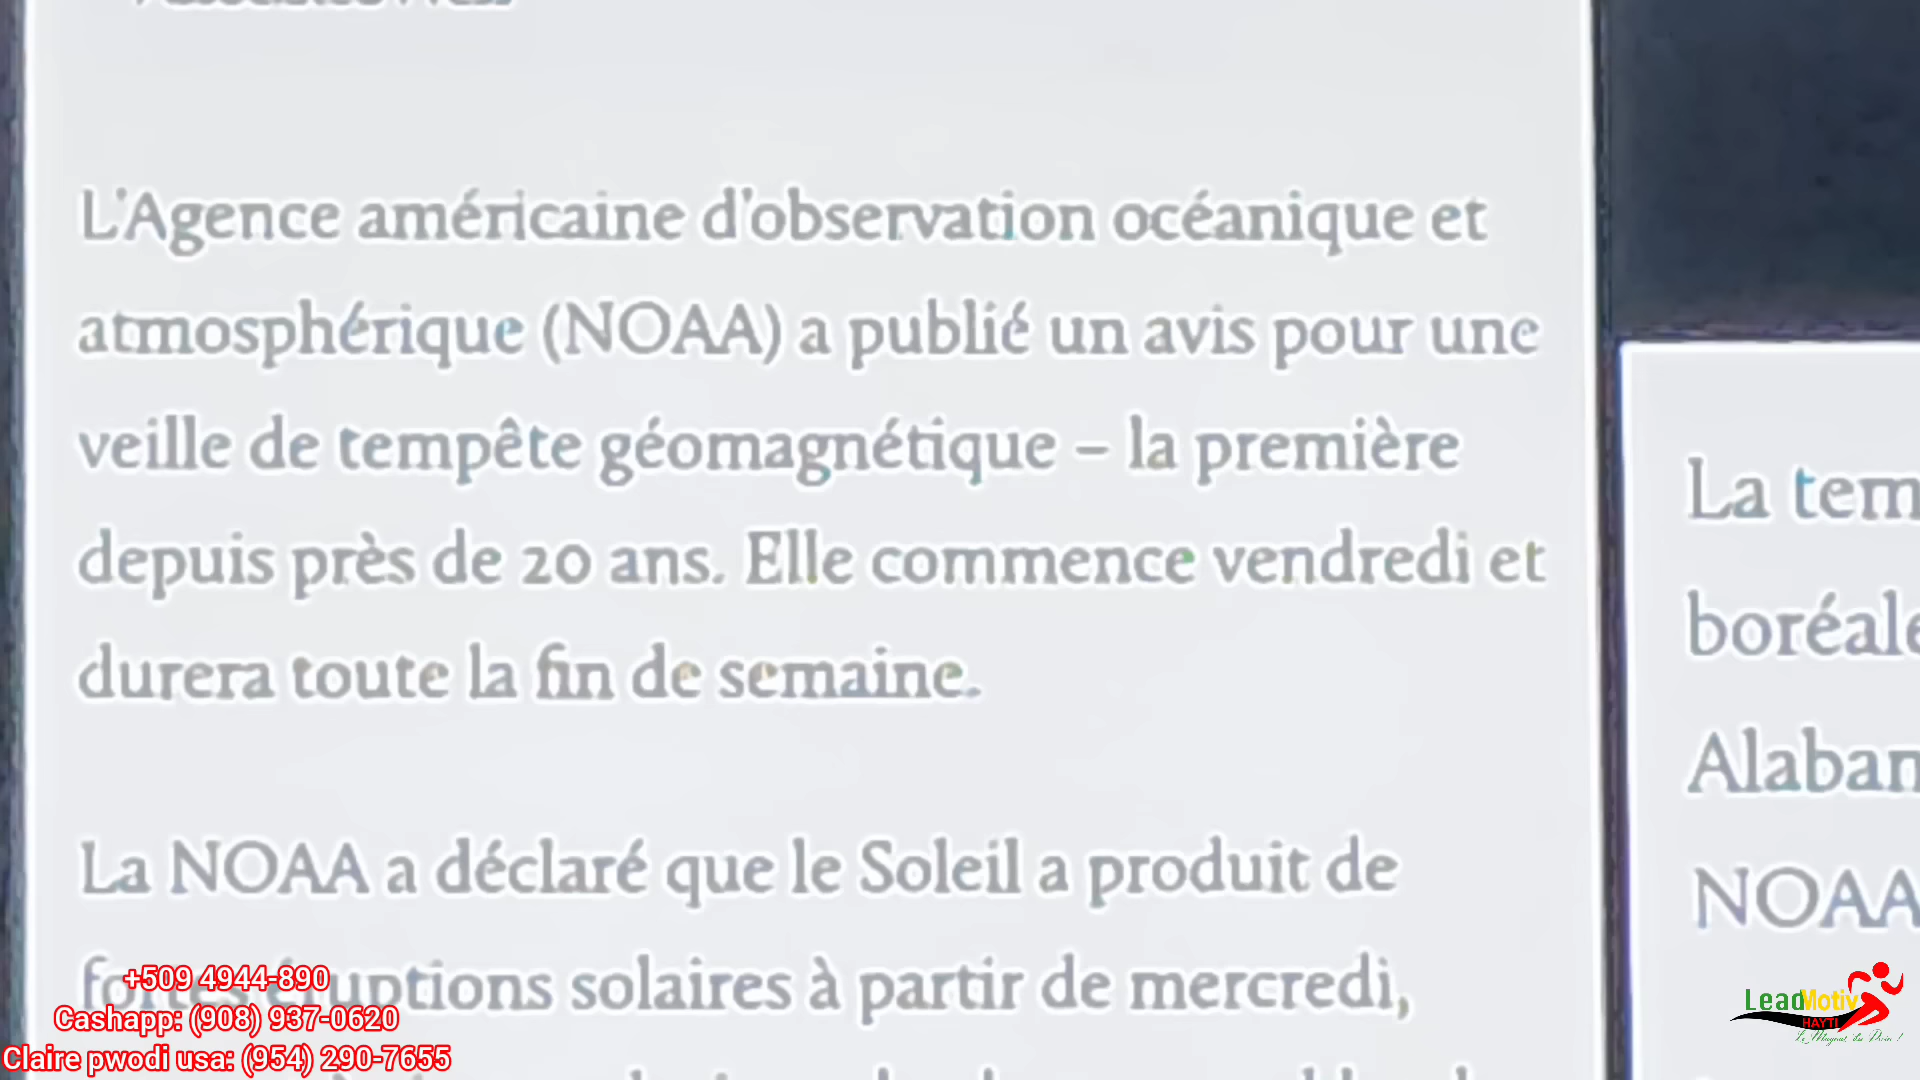 L'Agence américaine d'observation océanique et
atmosphérique (NOAA) a publié un avis pour une
veille de tempête géomagnétique – la première
depuis près de 20 ans. Elle commence vendredi et
durera toute la fin de semaine.
La NOAA a déclaré que le Soleil a produit de
fortes éruptions solaires à partir de mercredi,
La tem
boréale
Alabam
NOAA
+509 4944-890
Cashapp: (908) 937-0620
Claire pwodi usa: (954) 290-7655
LeadMotiv
HAYTI